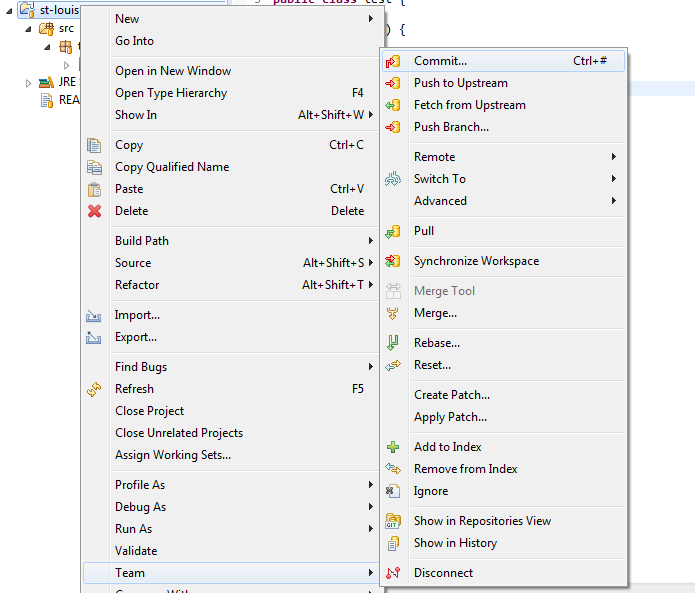 st-louis
src
JRE
REA
public class test {
) {
New
Go Into
Open in New Window
Open Type Hierarchy F4
Show In Alt+Shift+W
Copy Ctrl+C
Copy Qualified Name
Paste Ctrl+V
Delete Delete
Build Path
Source Alt+Shift+S
Refactor Alt+Shift+T
Import...
Export...
Find Bugs
Refresh F5
Close Project
Close Unrelated Projects
Assign Working Sets...
Profile As
Debug As
Run As
Validate
Team
Commit... Ctrl+#
Push to Upstream
Fetch from Upstream
Push Branch...
Remote
Switch To
Advanced
Pull
Synchronize Workspace
Merge Tool
Merge...
Rebase...
Reset...
Create Patch...
Apply Patch...
Add to Index
Remove from Index
Ignore
GIT
Show in Repositories View
Show in History
Disconnect